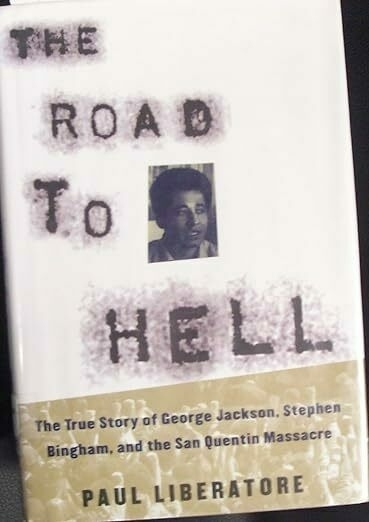 THE
ROAD
To
HELL
The True Story of George Jackson, Stephen
Bingham, and the San Quentin Massacre
PAUL LIBERATORE